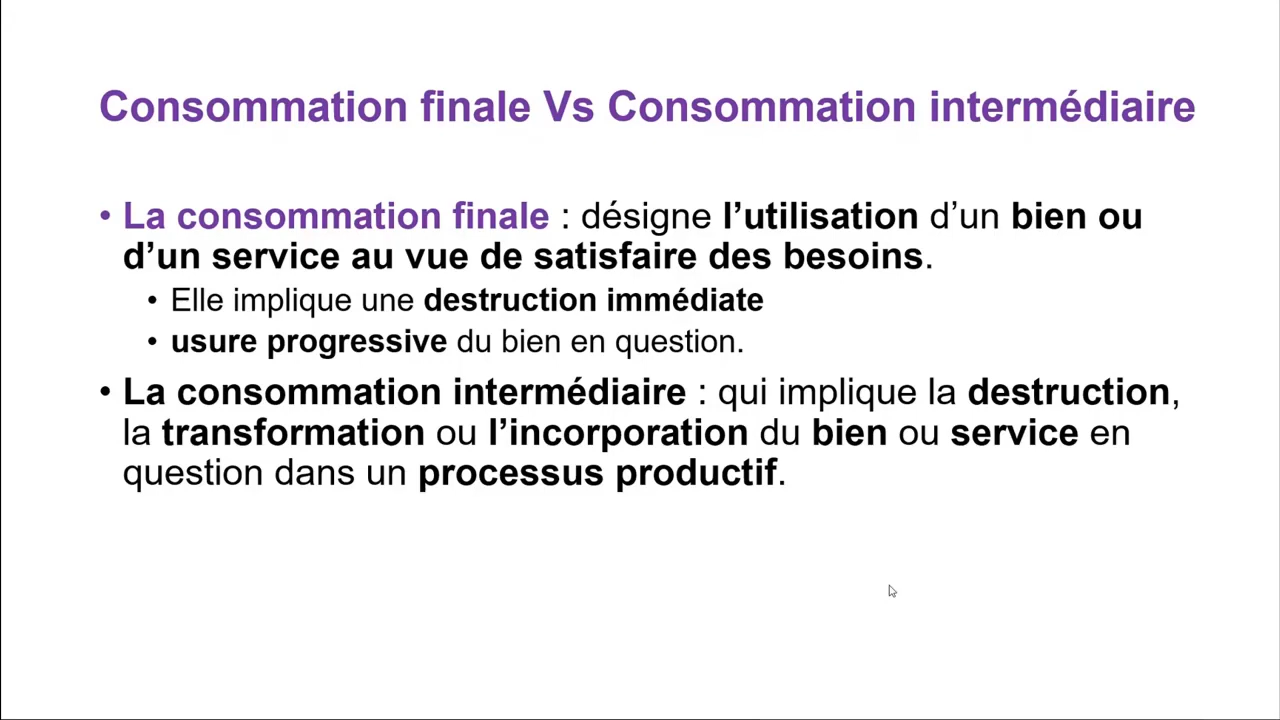 Consommation finale Vs Consommation intermédiaire
• La consommation finale : désigne l’utilisation d’un bien ou
d’un service au vue de satisfaire des besoins.
• Elle implique une destruction immédiate
• usure progressive du bien en question.
• La consommation intermédiaire : qui implique la destruction,
la transformation ou l’incorporation du bien ou service en
question dans un processus productif.